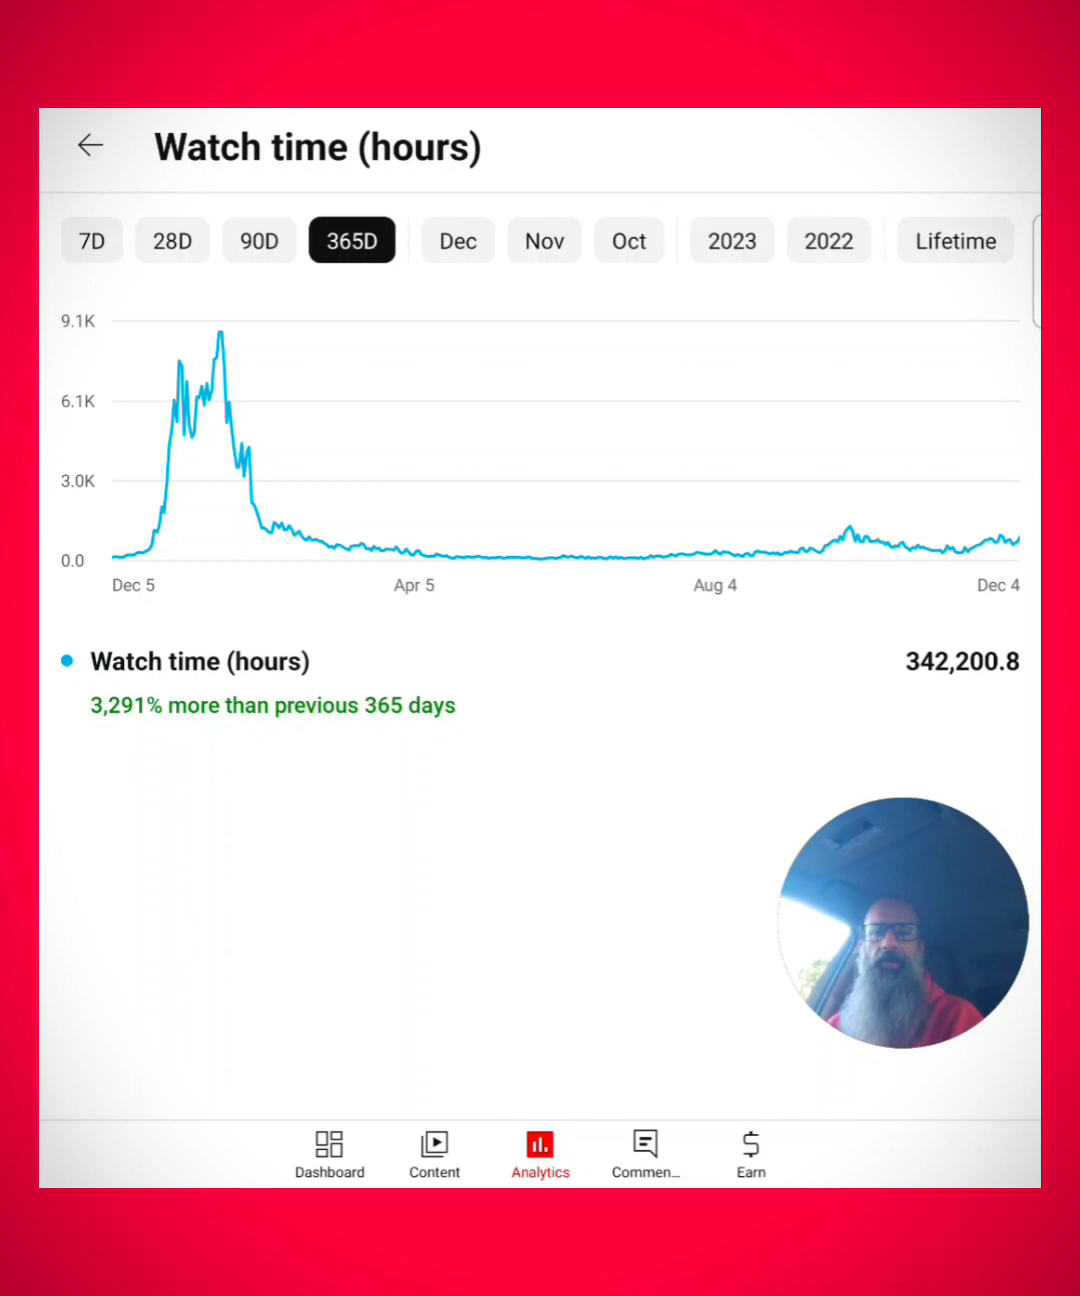 Watch time (hours)
7D 28D 90D 365D Dec Nov Oct 2023 2022 Lifetime
9.1K
6.1K
3.0K
0.0
Dec 5 Apr 5 Aug 4 Dec 4
Watch time (hours) 342,200.8
3,291% more than previous 365 days
Dashboard Content Analytics Commen... Earn